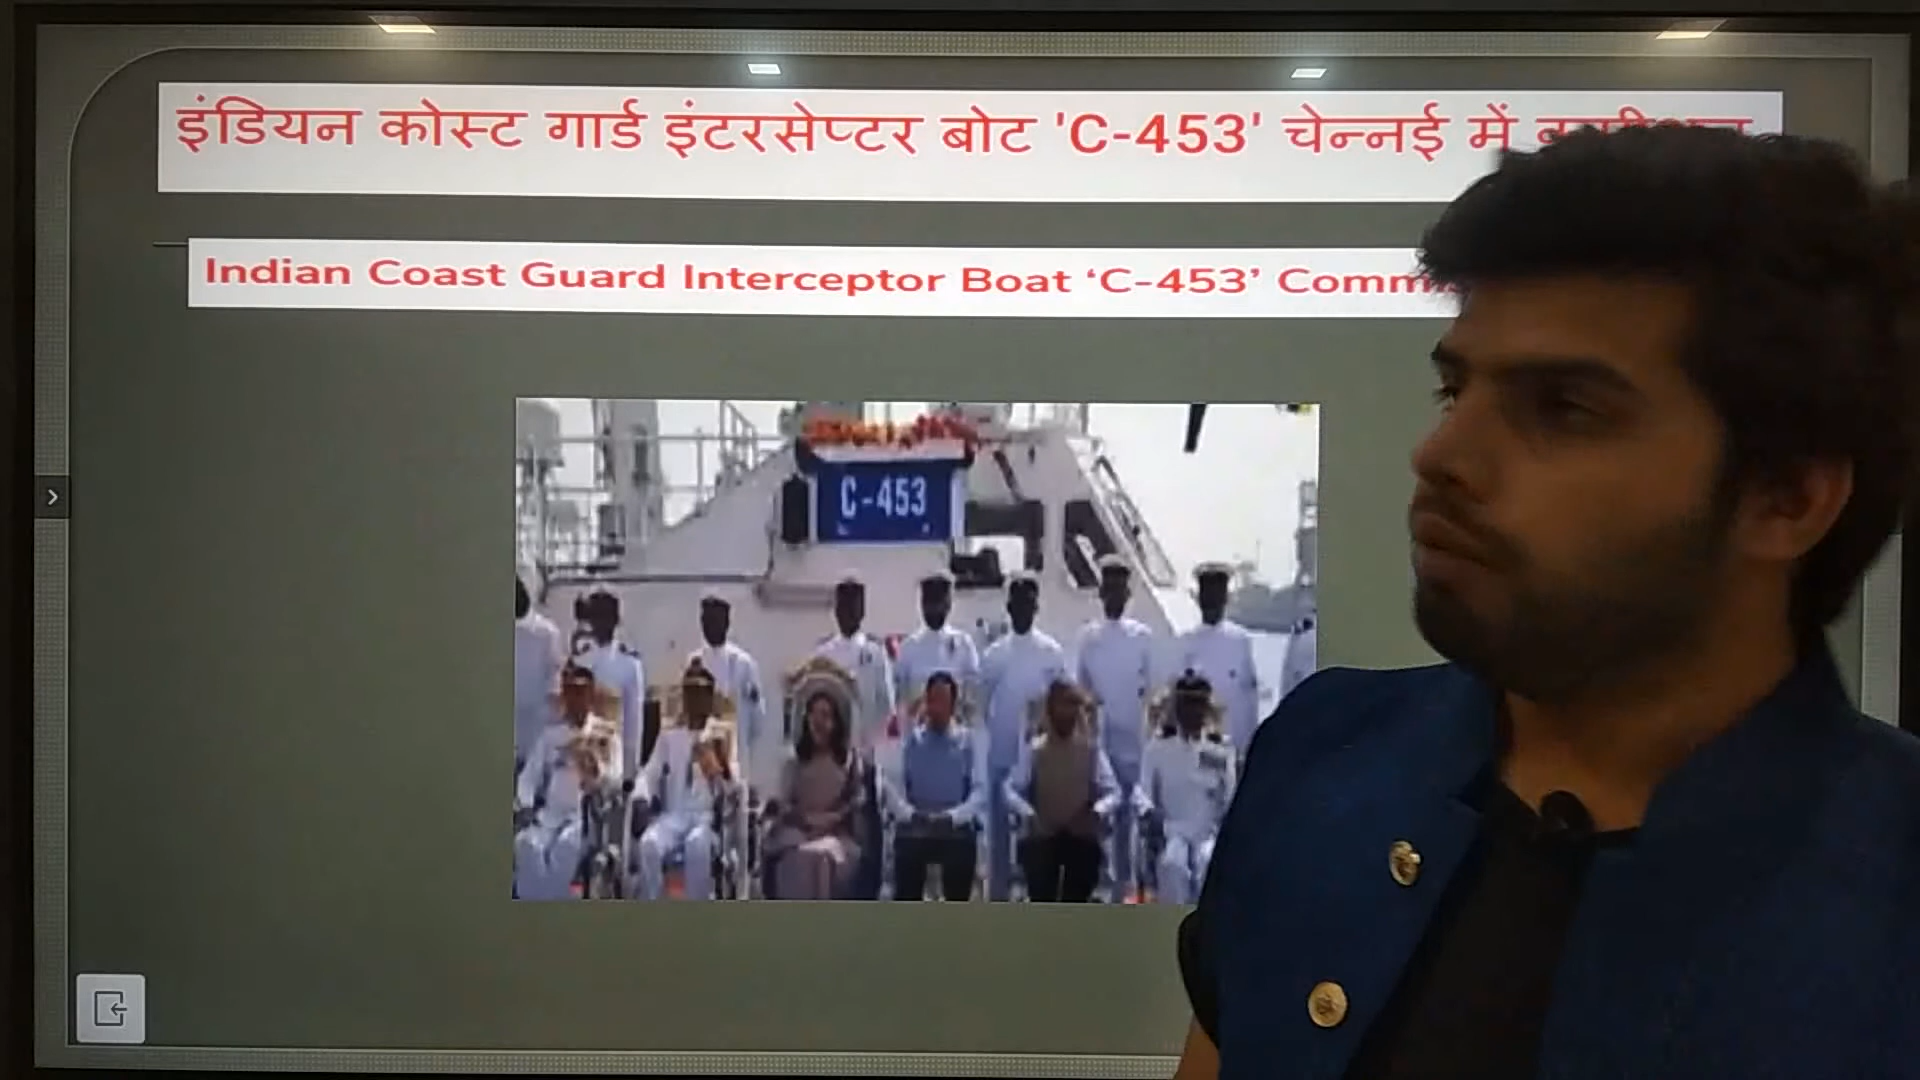 इंडियन कोस्ट गार्ड इंटरसेप्टर बोट 'C-453' चेन्नई में
Indian Coast Guard Interceptor Boat ‘C-453’
C-453